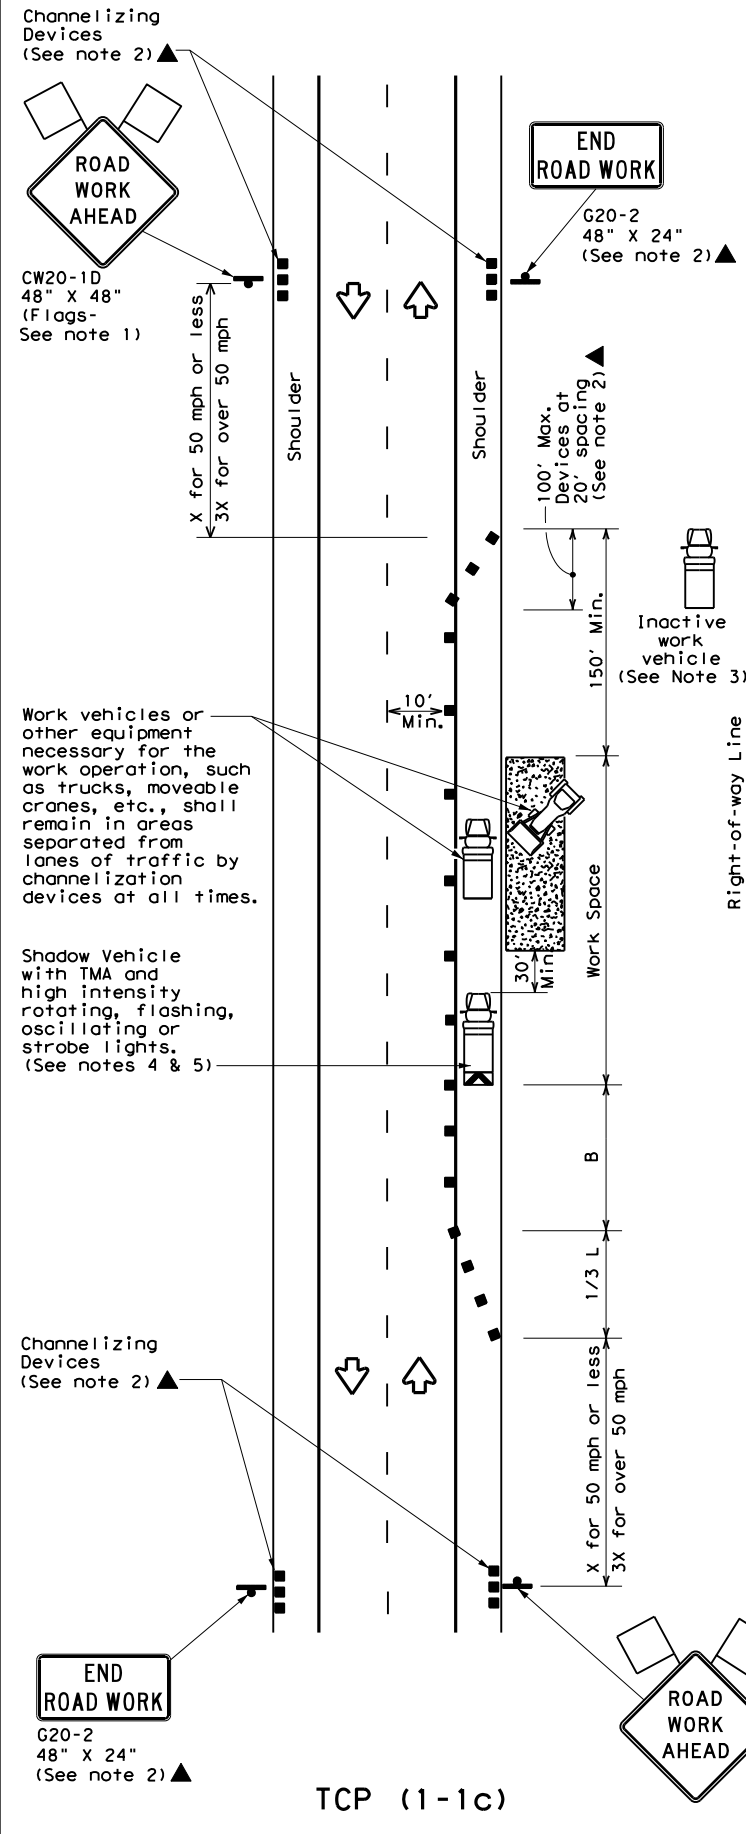 Channelizing
Devices
(See note 2)
ROAD
WORK
AHEAD
CW20-1D
48" X 48"
(Flags-
See note 1)
END
ROAD WORK
G20-2
48" X 24"
(See note 2)
X for 50 mph or less
3X for over 50 mph
Shoulder
Shoulder
100' Max.
Devices at
20' spacing
(See note 2)
150' Min.
Inactive
work
vehicle
(See Note 3)
Right-of-way Line
10'
Min.
Work vehicles or
other equipment
necessary for the
work operation, such
as trucks, moveable
cranes, etc., shall
remain in areas
separated from
lanes of traffic by
channelization
devices at all times.
Work Space
30'
Min.
Shadow Vehicle
with TMA and
high intensity
rotating, flashing,
oscillating or
strobe lights.
(See notes 4 & 5)
B
1/3 L
Channelizing
Devices
(See note 2)
X for 50 mph or less
3X for over 50 mph
END
ROAD WORK
G20-2
48" X 24"
(See note 2)
ROAD
WORK
AHEAD
TCP (1-1c)